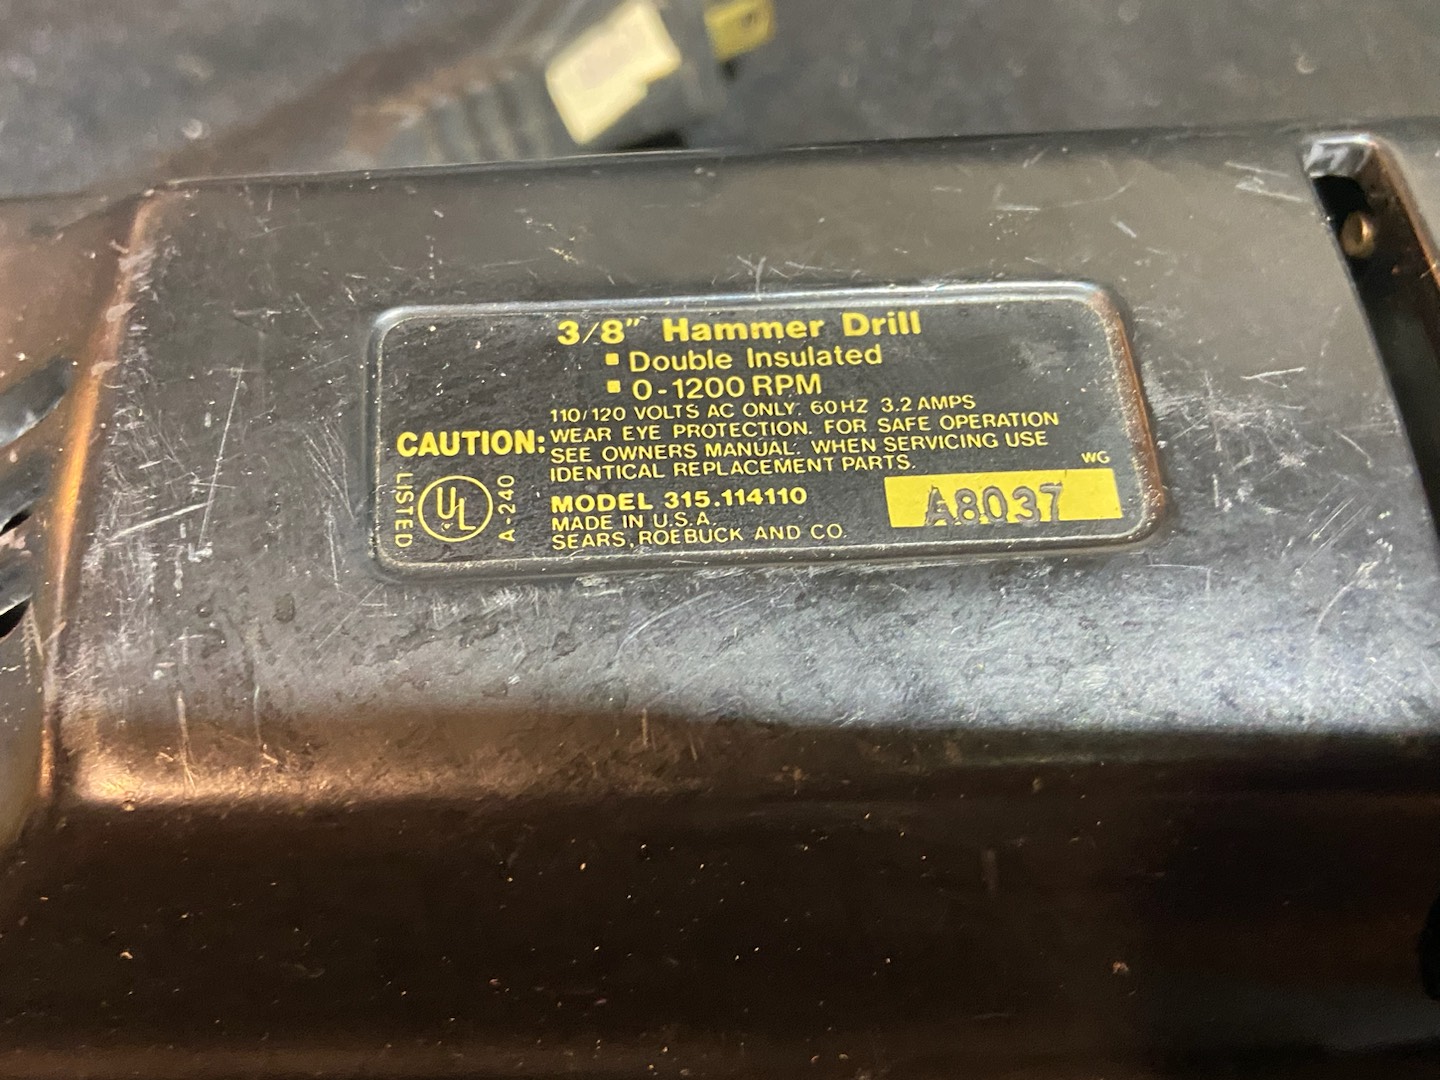 3/8" Hammer Drill
▪ Double Insulated
▪ 0-1200 RPM
110/120 VOLTS AC ONLY. 60HZ 3.2 AMPS
CAUTION: WEAR EYE PROTECTION. FOR SAFE OPERATION
SEE OWNERS MANUAL. WHEN SERVICING USE
IDENTICAL REPLACEMENT PARTS.
WG
LISTED
UL
A-240
MODEL 315.114110
MADE IN U.S.A.
SEARS, ROEBUCK AND CO.
A8037